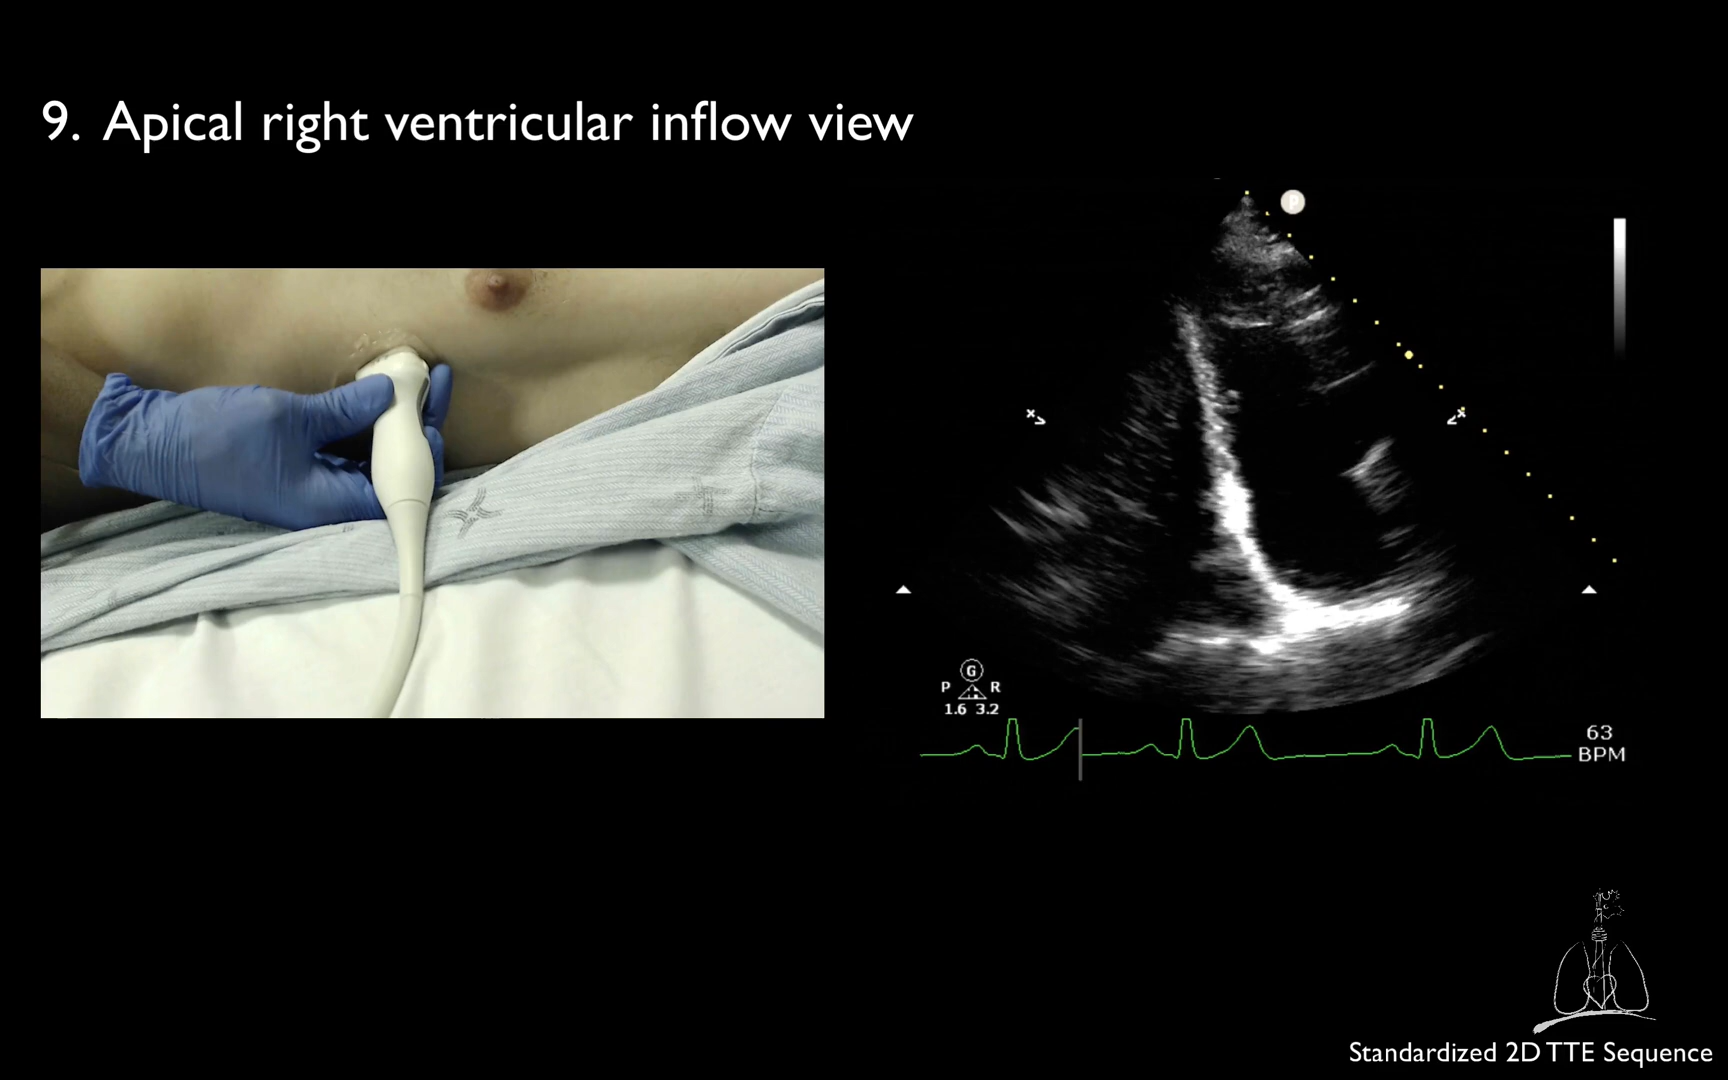 9. Apical right ventricular inflow view
P
x
x
G
P R
1.6 3.2
63
BPM
Standardized 2D TTE Sequence